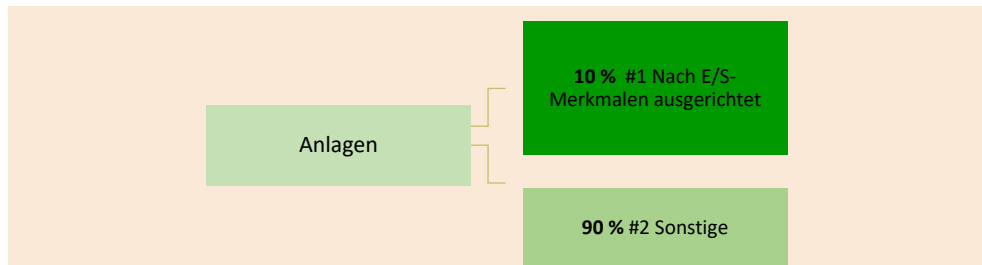 10 % #1 Nach E/S-
Merkmalen ausgerichtet
Anlagen
90 % #2 Sonstige